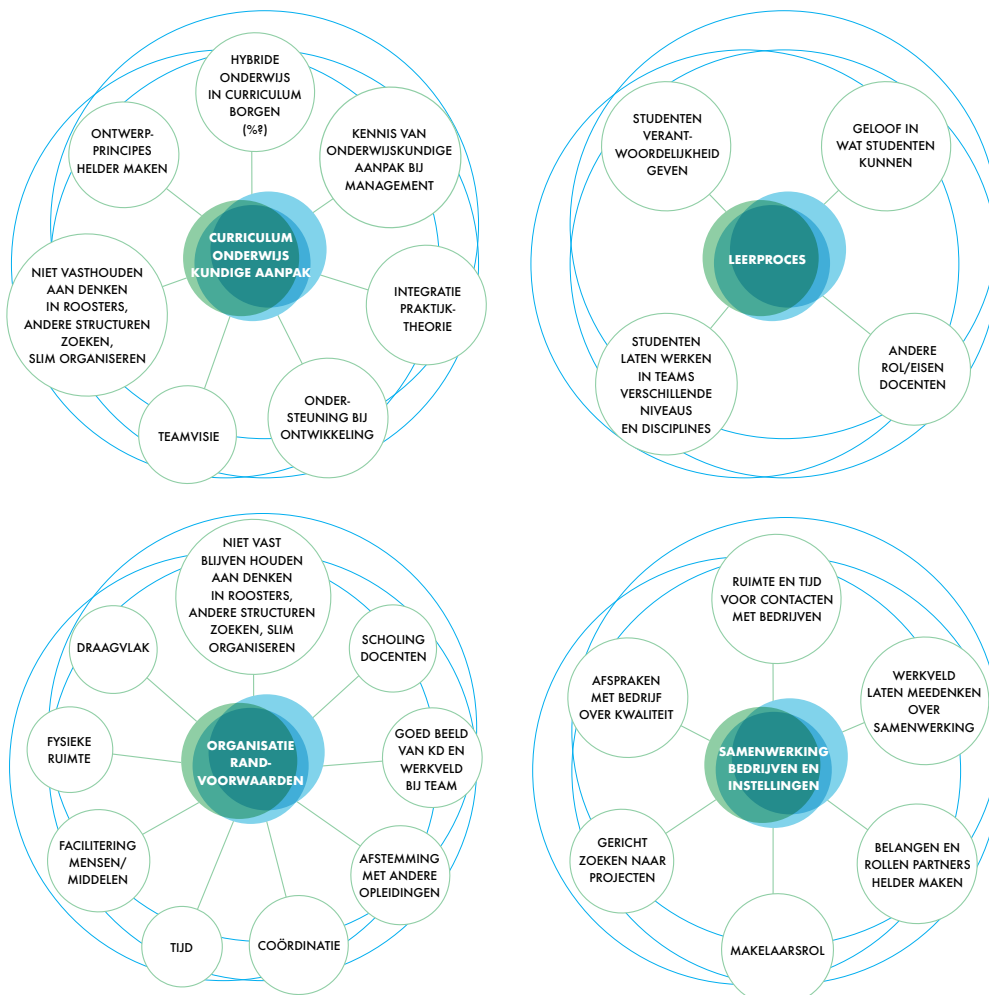 HYBRIDE
ONDERWIJS
IN CURRICULUM
BORGEN
(%?)
ONTWERP-
PRINCIPES
HELDER MAKEN
KENNIS VAN
ONDERWIJSKUNDIGE
AANPAK BIJ
MANAGEMENT
CURRICULUM
ONDERWIJS
KUNDIGE AANPAK
NIET VASTHOUDEN
AAN DENKEN
IN ROOSTERS,
ANDERE STRUCTUREN
ZOEKEN,
SLIM ORGANISEREN
INTEGRATIE
PRAKTIJK-
THEORIE
TEAMVISIE
ONDER-
STEUNING BIJ
ONTWIKKELING
STUDENTEN
VERANT-
WOORDELIJKHEID
GEVEN
GELOOF IN
WAT STUDENTEN
KUNNEN
LEERPROCES
STUDENTEN
LATEN WERKEN
IN TEAMS
VERSCHILLENDE
NIVEAUS
EN DISCIPLINES
ANDERE
ROL/EISEN
DOCENTEN
NIET VAST
BLIJVEN HOUDEN
AAN DENKEN
IN ROOSTERS,
ANDERE STRUCTUREN
ZOEKEN, SLIM
ORGANISEREN
DRAAGVLAK
SCHOLING
DOCENTEN
FYSIEKE
RUIMTE
ORGANISATIE
RAND-
VOORWAARDEN
GOED BEELD
VAN KD EN
WERKVELD
BIJ TEAM
FACILITERING
MENSEN/
MIDDELEN
AFSTEMMING
MET ANDERE
OPLEIDINGEN
TIJD
COÖRDINATIE
RUIMTE EN TIJD
VOOR CONTACTEN
MET BEDRIJVEN
AFSPRAKEN
MET BEDRIJF
OVER KWALITEIT
WERKVELD
LATEN MEEDENKEN
OVER
SAMENWERKING
SAMENWERKING
BEDRIJVEN EN
INSTELLINGEN
GERICHT
ZOEKEN NAAR
PROJECTEN
BELANGEN EN
ROLLEN PARTNERS
HELDER MAKEN
MAKELAARSROL